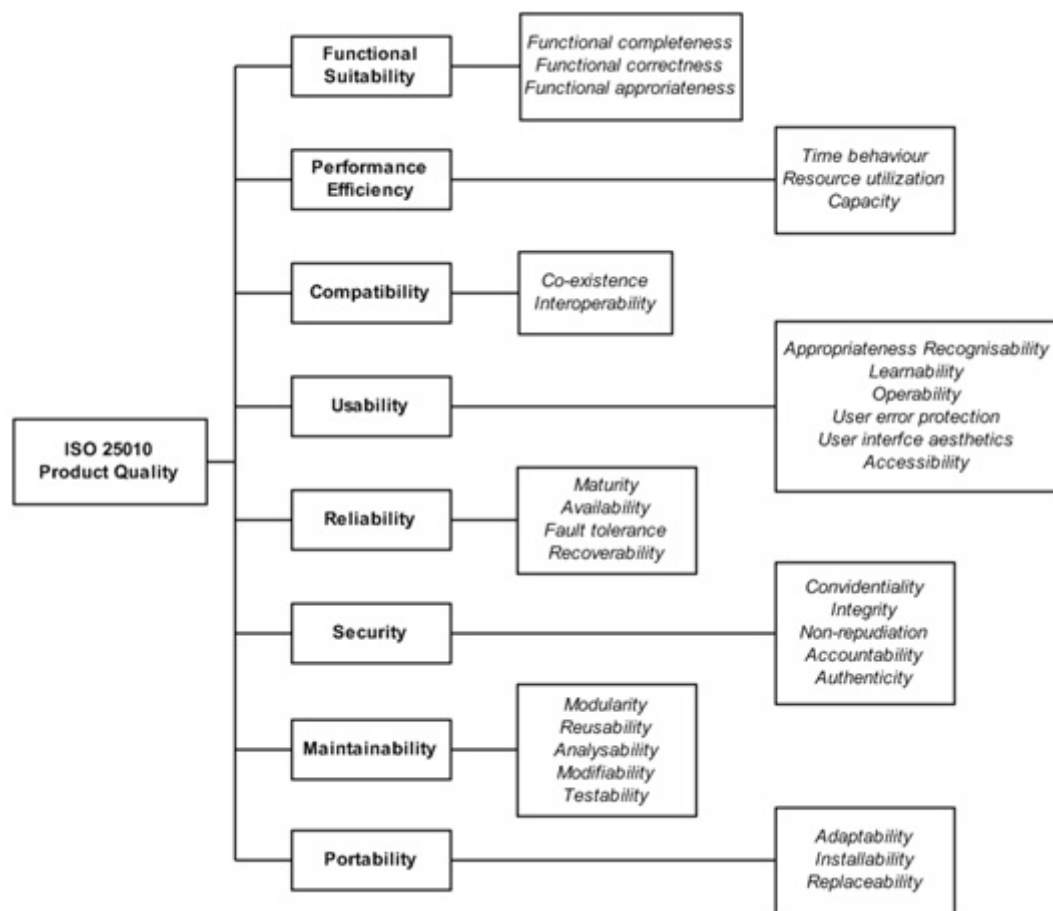 Functional
Suitability
Functional completeness
Functional correctness
Functional approriateness
Performance
Efficiency
Time behaviour
Resource utilization
Capacity
Compatibility
Co-existence
Interoperability
Usability
Appropriateness Recognisability
Learnability
Operability
User error protection
User interfce aesthetics
Accessibility
ISO 25010
Product Quality
Reliability
Maturity
Availability
Fault tolerance
Recoverability
Security
Convidentiality
Integrity
Non-repudiation
Accountability
Authenticity
Maintainability
Modularity
Reusability
Analysability
Modifiability
Testability
Portability
Adaptability
Installability
Replaceability